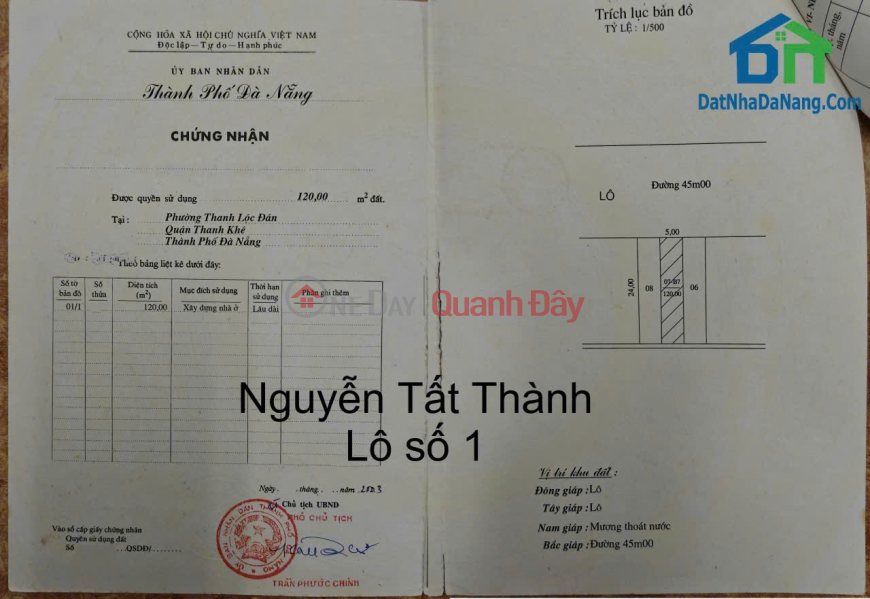 CỘNG HÒA XÃ HỘI CHỦ NGHĨA VIỆT NAM
Độc lập – Tự do – Hạnh phúc
ỦY BAN NHÂN DÂN
Thành Phố Đà Nẵng
CHỨNG NHẬN
Được quyền sử dụng 120,00 m² đất.
Tại : Phường Thanh Lộc Đán
Quận Thanh Khê
Thành Phố Đà Nẵng
Theo bảng liệt kê dưới đây:
Số tờ bản đồ Số thửa Diện tích (m²) Mục đích sử dụng Thời hạn sử dụng Phần ghi thêm
01/1 120,00 Xây dựng nhà ở Lâu dài
Ngày . .tháng. . .năm 2003
Chủ tịch UBND
PHÓ CHỦ TỊCH
Vào sổ cấp giấy chứng nhận
Quyền sử dụng đất
Số ....QSDĐ/.......
TRẦN PHƯỚC CHÍNH
Trích lục bản đồ
TỶ LỆ : 1/500
tháng,
năm
DatNhaDaNang.Com
LÔ
Đường 45m00
5,00
24,00
08
07/B7
120,00
06
ONEDAY Quanh Đây
Nguyễn Tất Thành
Lô số 1
Vị trí khu đất :
Đông giáp :Lô
Tây giáp :Lô
Nam giáp :Mương thoát nước
Bắc giáp :Đường 45m00